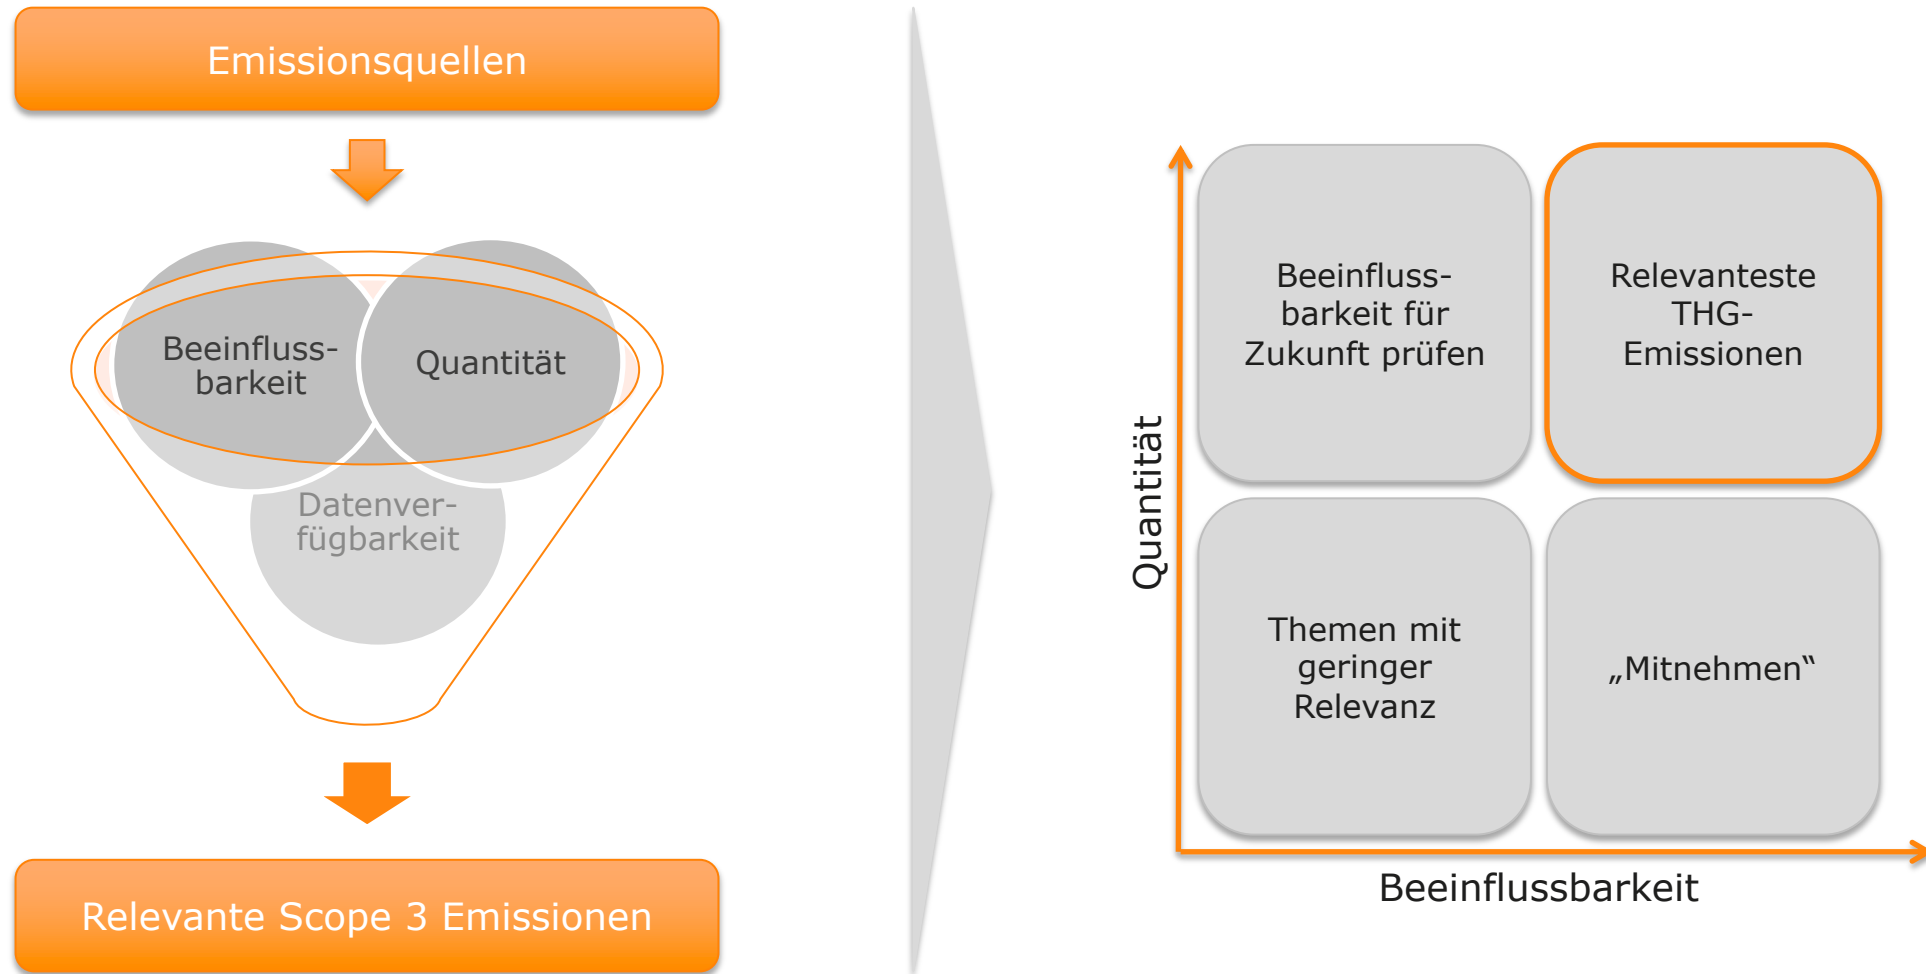 Emissionsquellen
Beeinfluss-
barkeit
Quantität
Datenver-
fügbarkeit
Relevante Scope 3 Emissionen
Quantität
Beeinfluss-
barkeit für
Zukunft prüfen
Relevanteste
THG-
Emissionen
Themen mit
geringer
Relevanz
„Mitnehmen“
Beeinflussbarkeit